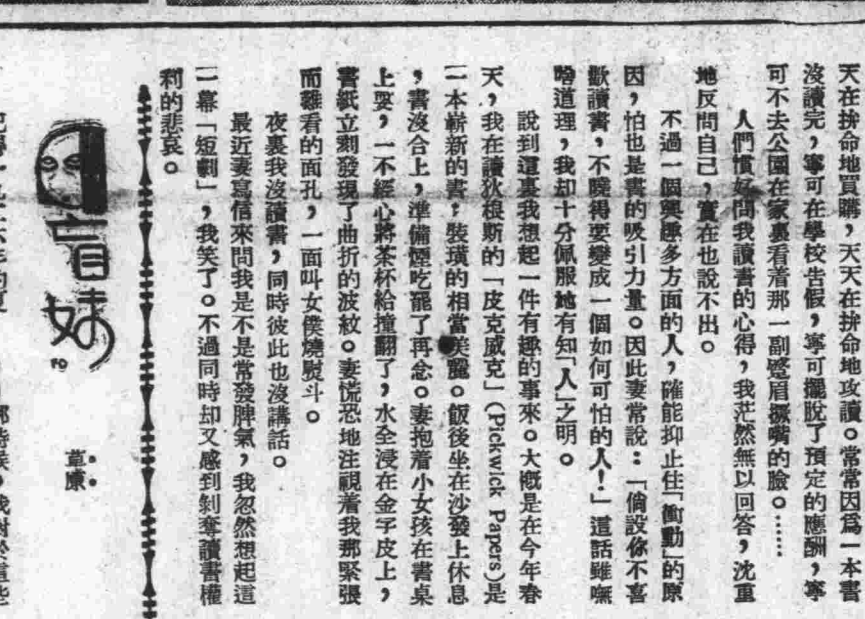 天在拚命地買購，天天在拚命地攻讀。常常因爲一本書
沒讀完，寧可在學校告假，寧可擺脫了預定的應酬，寧
可不去公園在家裏看着那一副蹙眉撅嘴的臉。……
人們慣好問我讀書的心得，我茫然無以回答，沈重
地反問自己，實在也說不出。
不過一個興趣多方面的人，確能抑止住「衝動」的原
因，怕也是書的吸引力量。因此妻常說：「倘設你不喜
歡讀書，不曉得要變成一個如何可怕的人！」這話雖嘸
啥道理，我却十分佩服她有知「人」之明。
說到這裏我想起一件有趣的事來。大概是在今年春
天，我在讀狄根斯的「皮克威克」（Pickwick Papers）是
一本嶄新的書，裝璜的相當美麗。飯後坐在沙發上休息
，書沒合上，準備煙吃罷了再念。妻抱着小女孩在書桌
上耍，一不經心將茶杯給撞翻了，水全浸在金字皮上，
書紙立刻發現了曲折的波紋。妻慌恐地注視着我那緊張
而難看的面孔，一面叫女僕燒熨斗。
夜裏我沒讀書，同時彼此也沒講話。
最近妻寫信來問我是不是常發脾氣，我忽然想起這
一幕「短劇」，我笑了。不過同時却又感到剝奪讀書權
利的悲哀。
盲妹
FO
草原